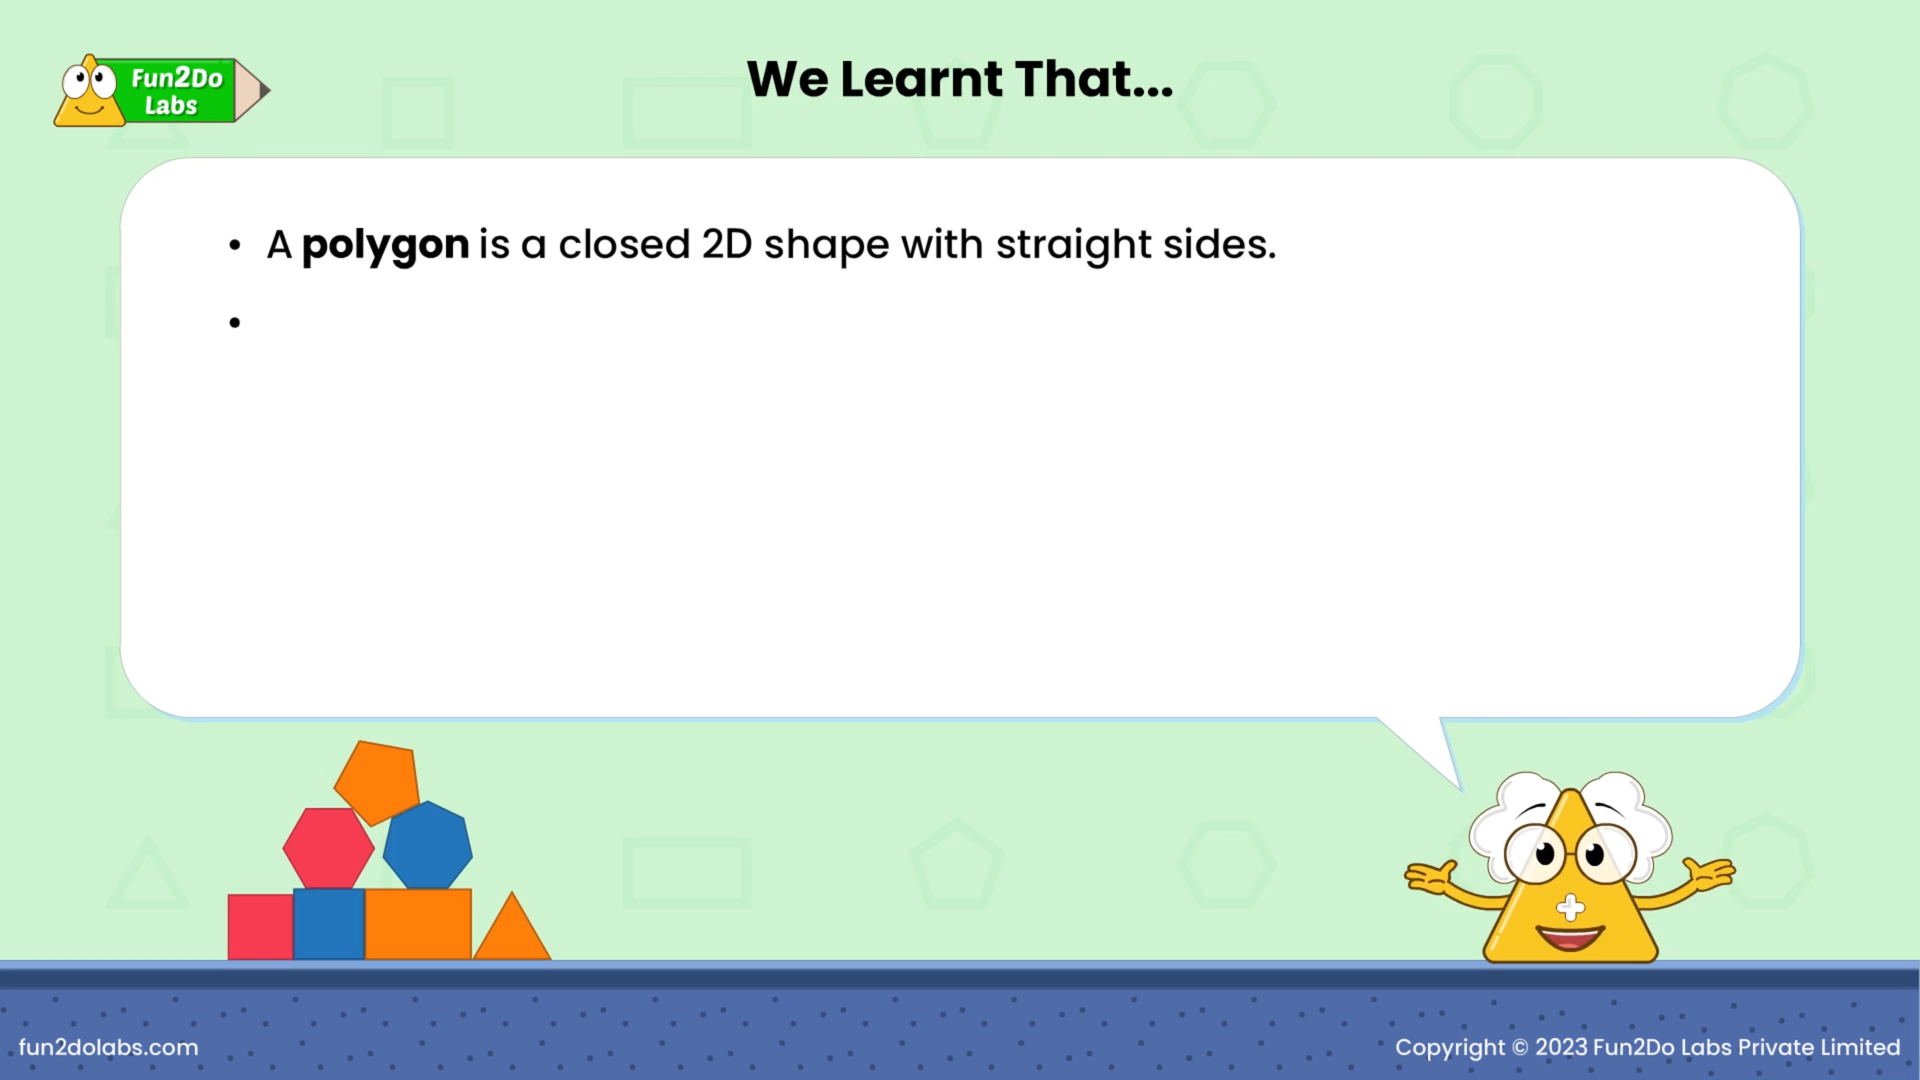 Fun2Do
Labs
We Learnt That...
• A polygon is a closed 2D shape with straight sides.
•
fun2dolabs.com
Copyright © 2023 Fun2Do Labs Private Limited